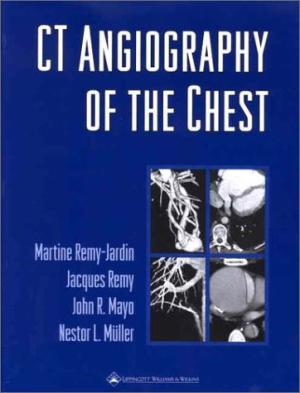 CT ANGIOGRAPHY
OF THE CHEST
Martine Remy-Jardin
Jacques Remy
John R. Mayo
Nestor L. Müller
LIPPINCOTT WILLIAMS & WILKINS